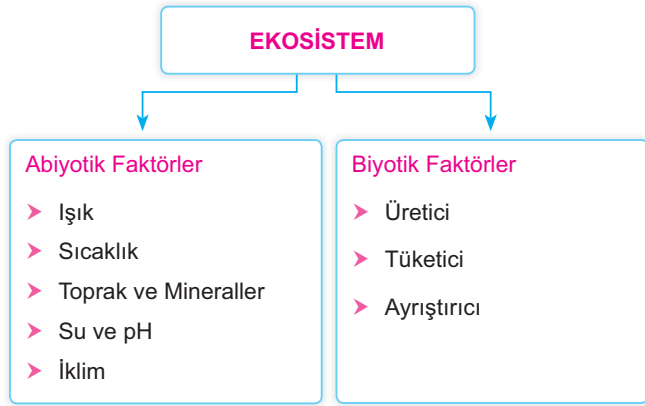 EKOSİSTEM
Abiyotik Faktörler
Işık
Sıcaklık
Toprak ve Mineraller
Su ve pH
İklim
Biyotik Faktörler
Üretici
Tüketici
Ayrıştırıcı